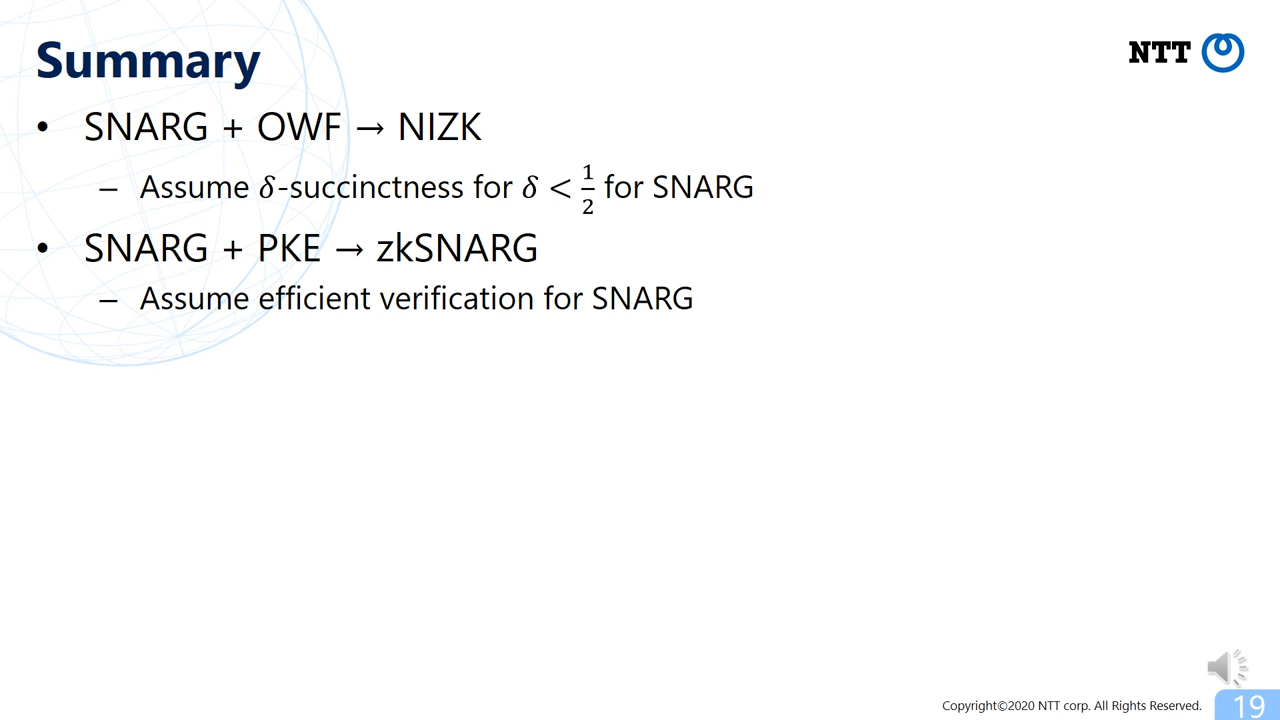 Summary
NTT
• SNARG + OWF → NIZK
– Assume 𝛿-succinctness for 𝛿 < 1/2 for SNARG
• SNARG + PKE → zkSNARG
– Assume efficient verification for SNARG
Copyright©2020 NTT corp. All Rights Reserved.
19